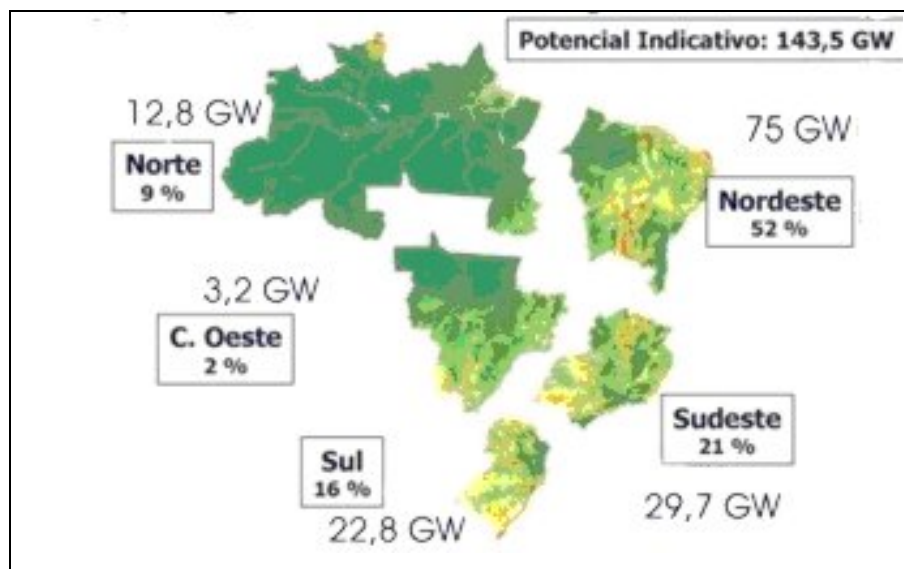 Potencial Indicativo: 143,5 GW
12,8 GW
Norte
9 %
75 GW
Nordeste
52 %
3,2 GW
C. Oeste
2 %
Sudeste
21 %
29,7 GW
Sul
16 %
22,8 GW